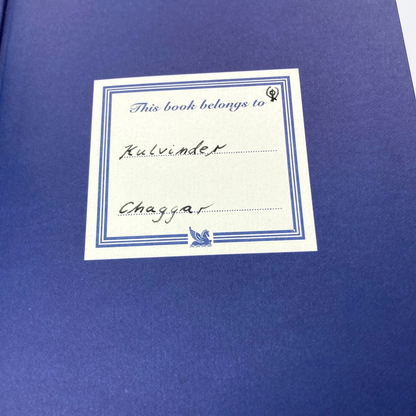 This book belongs to
Kulvinder
Chaggar